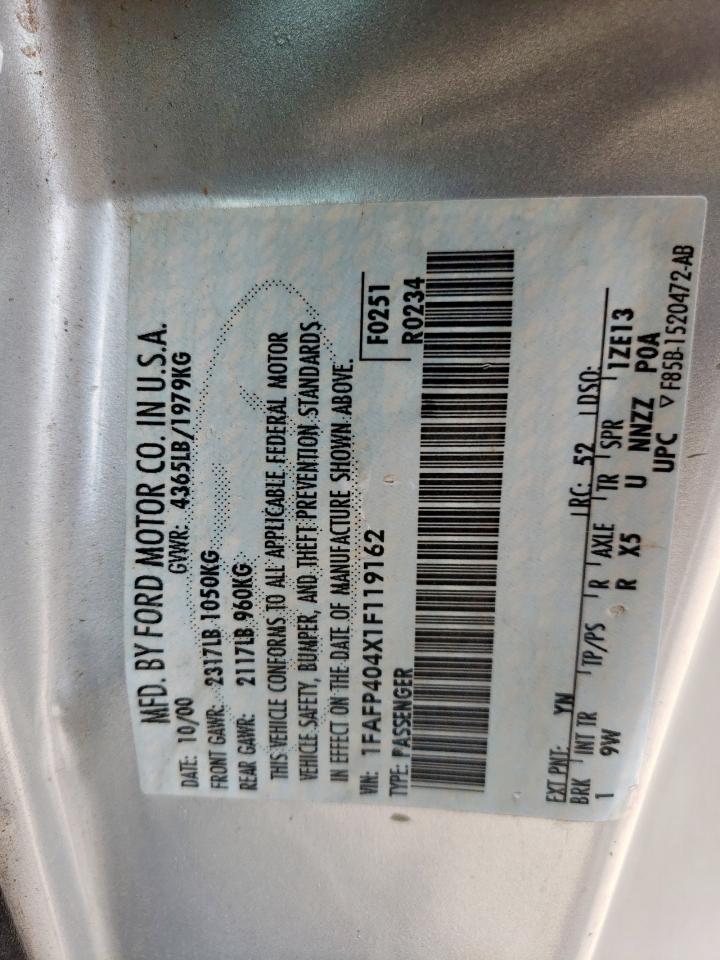 MFD. BY FORD MOTOR CO. IN U.S.A.
DATE: 10/00 GVWR: 4365LB/1979KG
FRONT GAWR: 2317LB 1050KG
REAR GAWR: 2117LB 960KG
THIS VEHICLE CONFORMS TO ALL APPLICABLE FEDERAL MOTOR
VEHICLE SAFETY, BUMPER, AND THEFT PREVENTION STANDARDS
IN EFFECT ON THE DATE OF MANUFACTURE SHOWN ABOVE.
VIN: 1FAFP404X1F119162 F0251
TYPE: PASSENGER R0234
EXT PNT: YN RC: 52 DSO:
BRK INT TR TP/PS R AXLE TR SPR 1ZE13
1 9W R X5 U NNZZ P0A
UPC ▽ F85B-1520472-AB